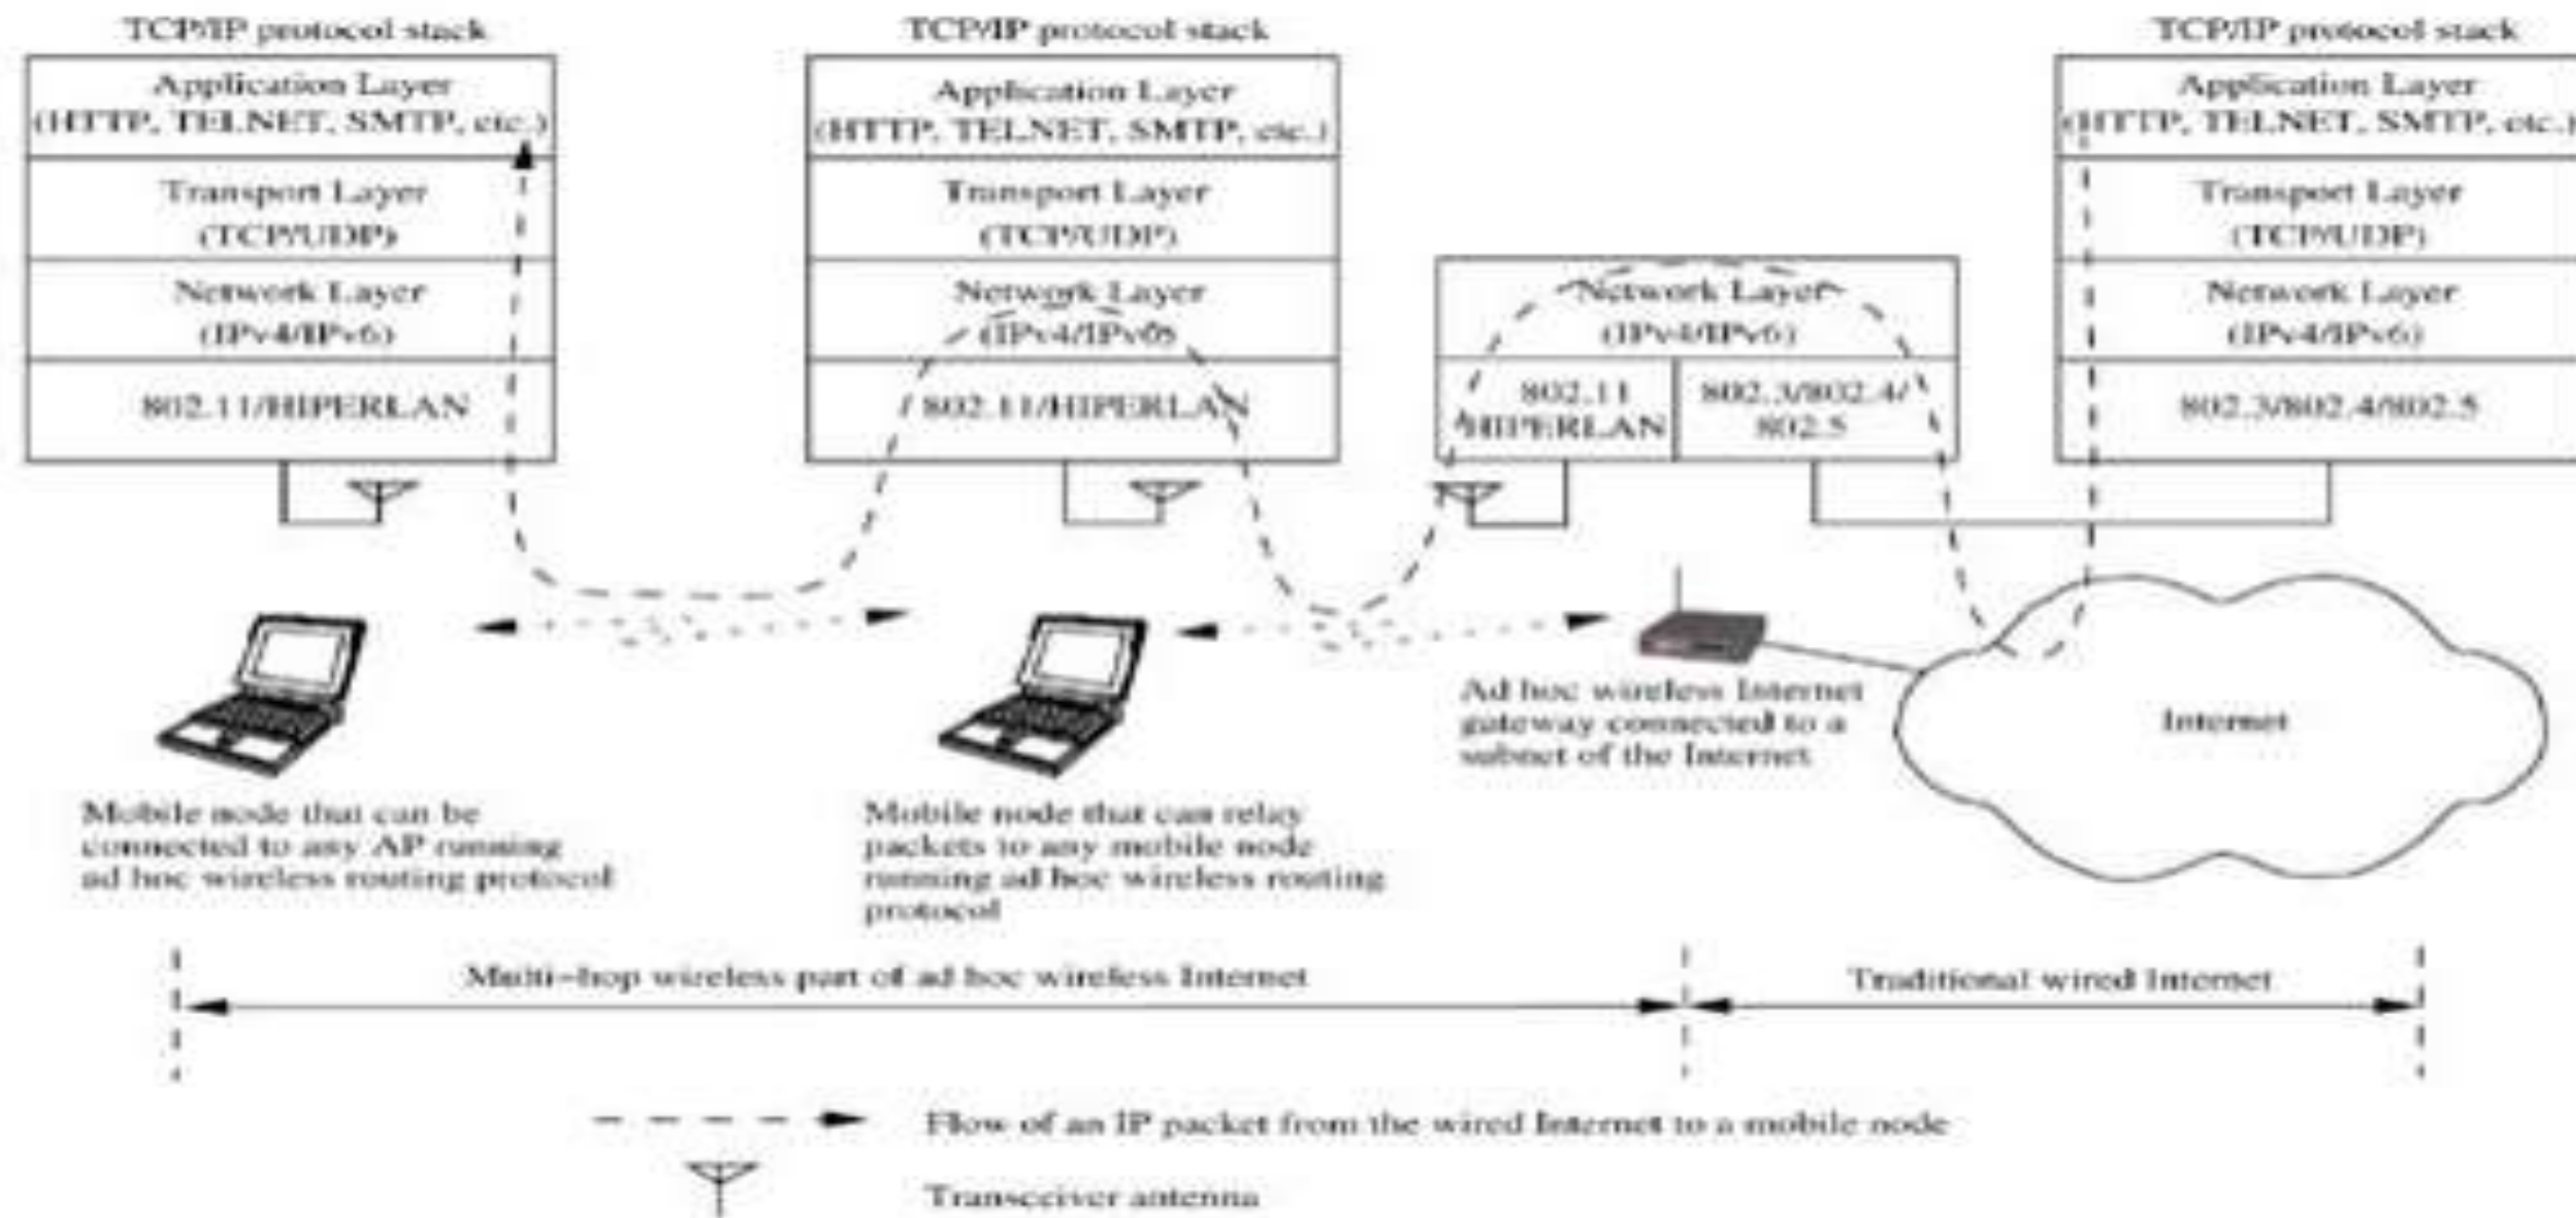 TCP/IP protocol stack
Application Layer
(HTTP, TELNET, SMTP, etc.)
Transport Layer
(TCP/UDP)
Network Layer
(IPv4/IPv6)
802.11/HIPERLAN
TCP/IP protocol stack
Application Layer
(HTTP, TELNET, SMTP, etc.)
Transport Layer
(TCP/UDP)
Network Layer
(IPv4/IPv6)
802.11/HIPERLAN
Network Layer
(IPv4/IPv6)
802.11
HIPERLAN
802.3/802.4/
802.5
TCP/IP protocol stack
Application Layer
(HTTP, TELNET, SMTP, etc.)
Transport Layer
(TCP/UDP)
Network Layer
(IPv4/IPv6)
802.3/802.4/802.5
Mobile node that can be
connected to any AP running
ad hoc wireless routing protocol
Mobile node that can relay
packets to any mobile node
running ad hoc wireless routing
protocol
Ad hoc wireless Internet
gateway connected to a
subnet of the Internet
Internet
Multi-hop wireless part of ad hoc wireless Internet
Traditional wired Internet
Flow of an IP packet from the wired Internet to a mobile node
Transceiver antenna